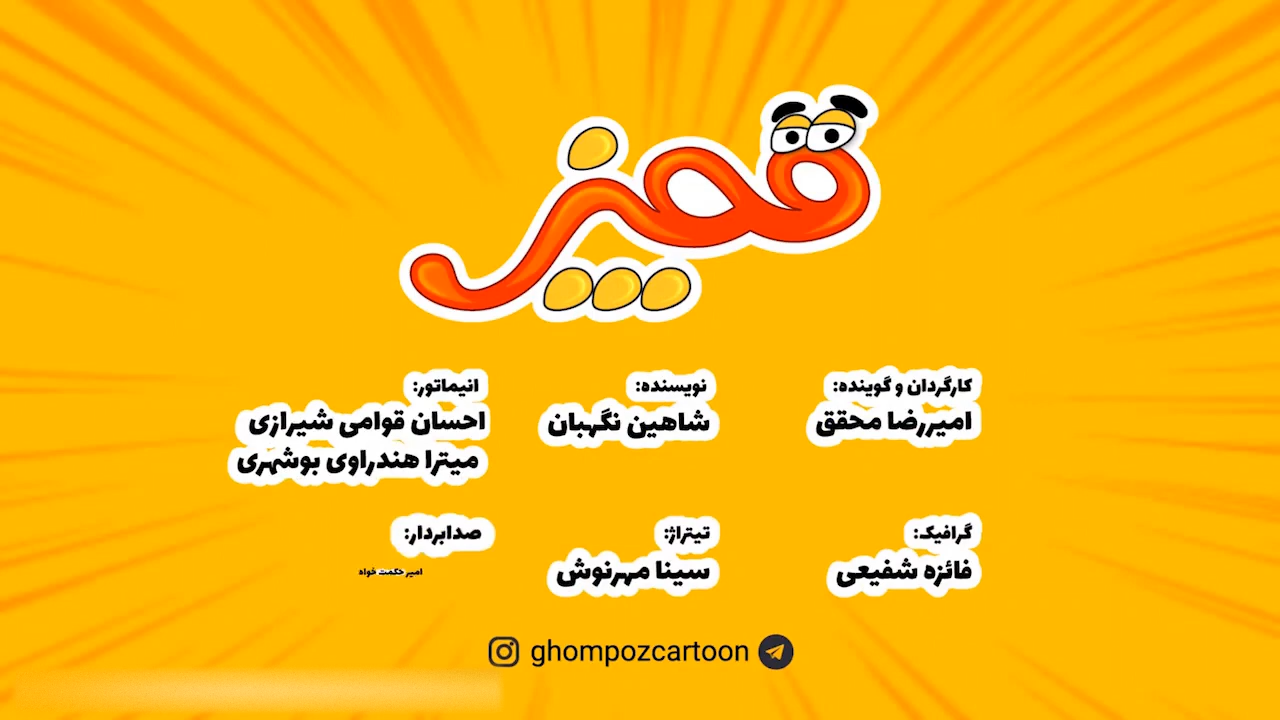 قمپز
کارگردان و گوینده:
امیررضا محقق
نویسنده:
شاهین نگهبان
انیماتور:
احسان قوامی شیرازی
میترا هندراوی بوشهری
گرافیک:
فائزه شفیعی
تیتراژ:
سینا مهرنوش
صدابردار:
امیر حکمت خواه
ghompozcartoon